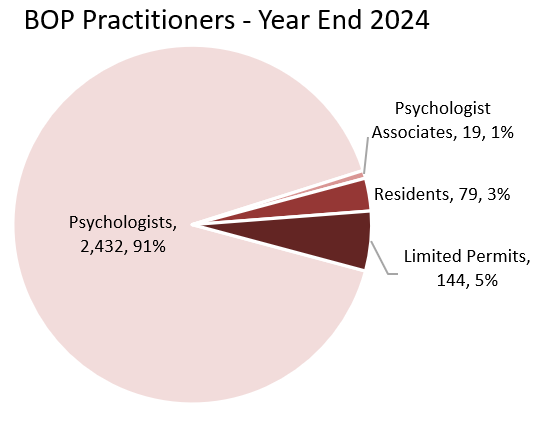 BOP Practitioners - Year End 2024
Psychologist
Associates, 19, 1%
Residents, 79, 3%
Psychologists,
2,432, 91%
Limited Permits,
144, 5%